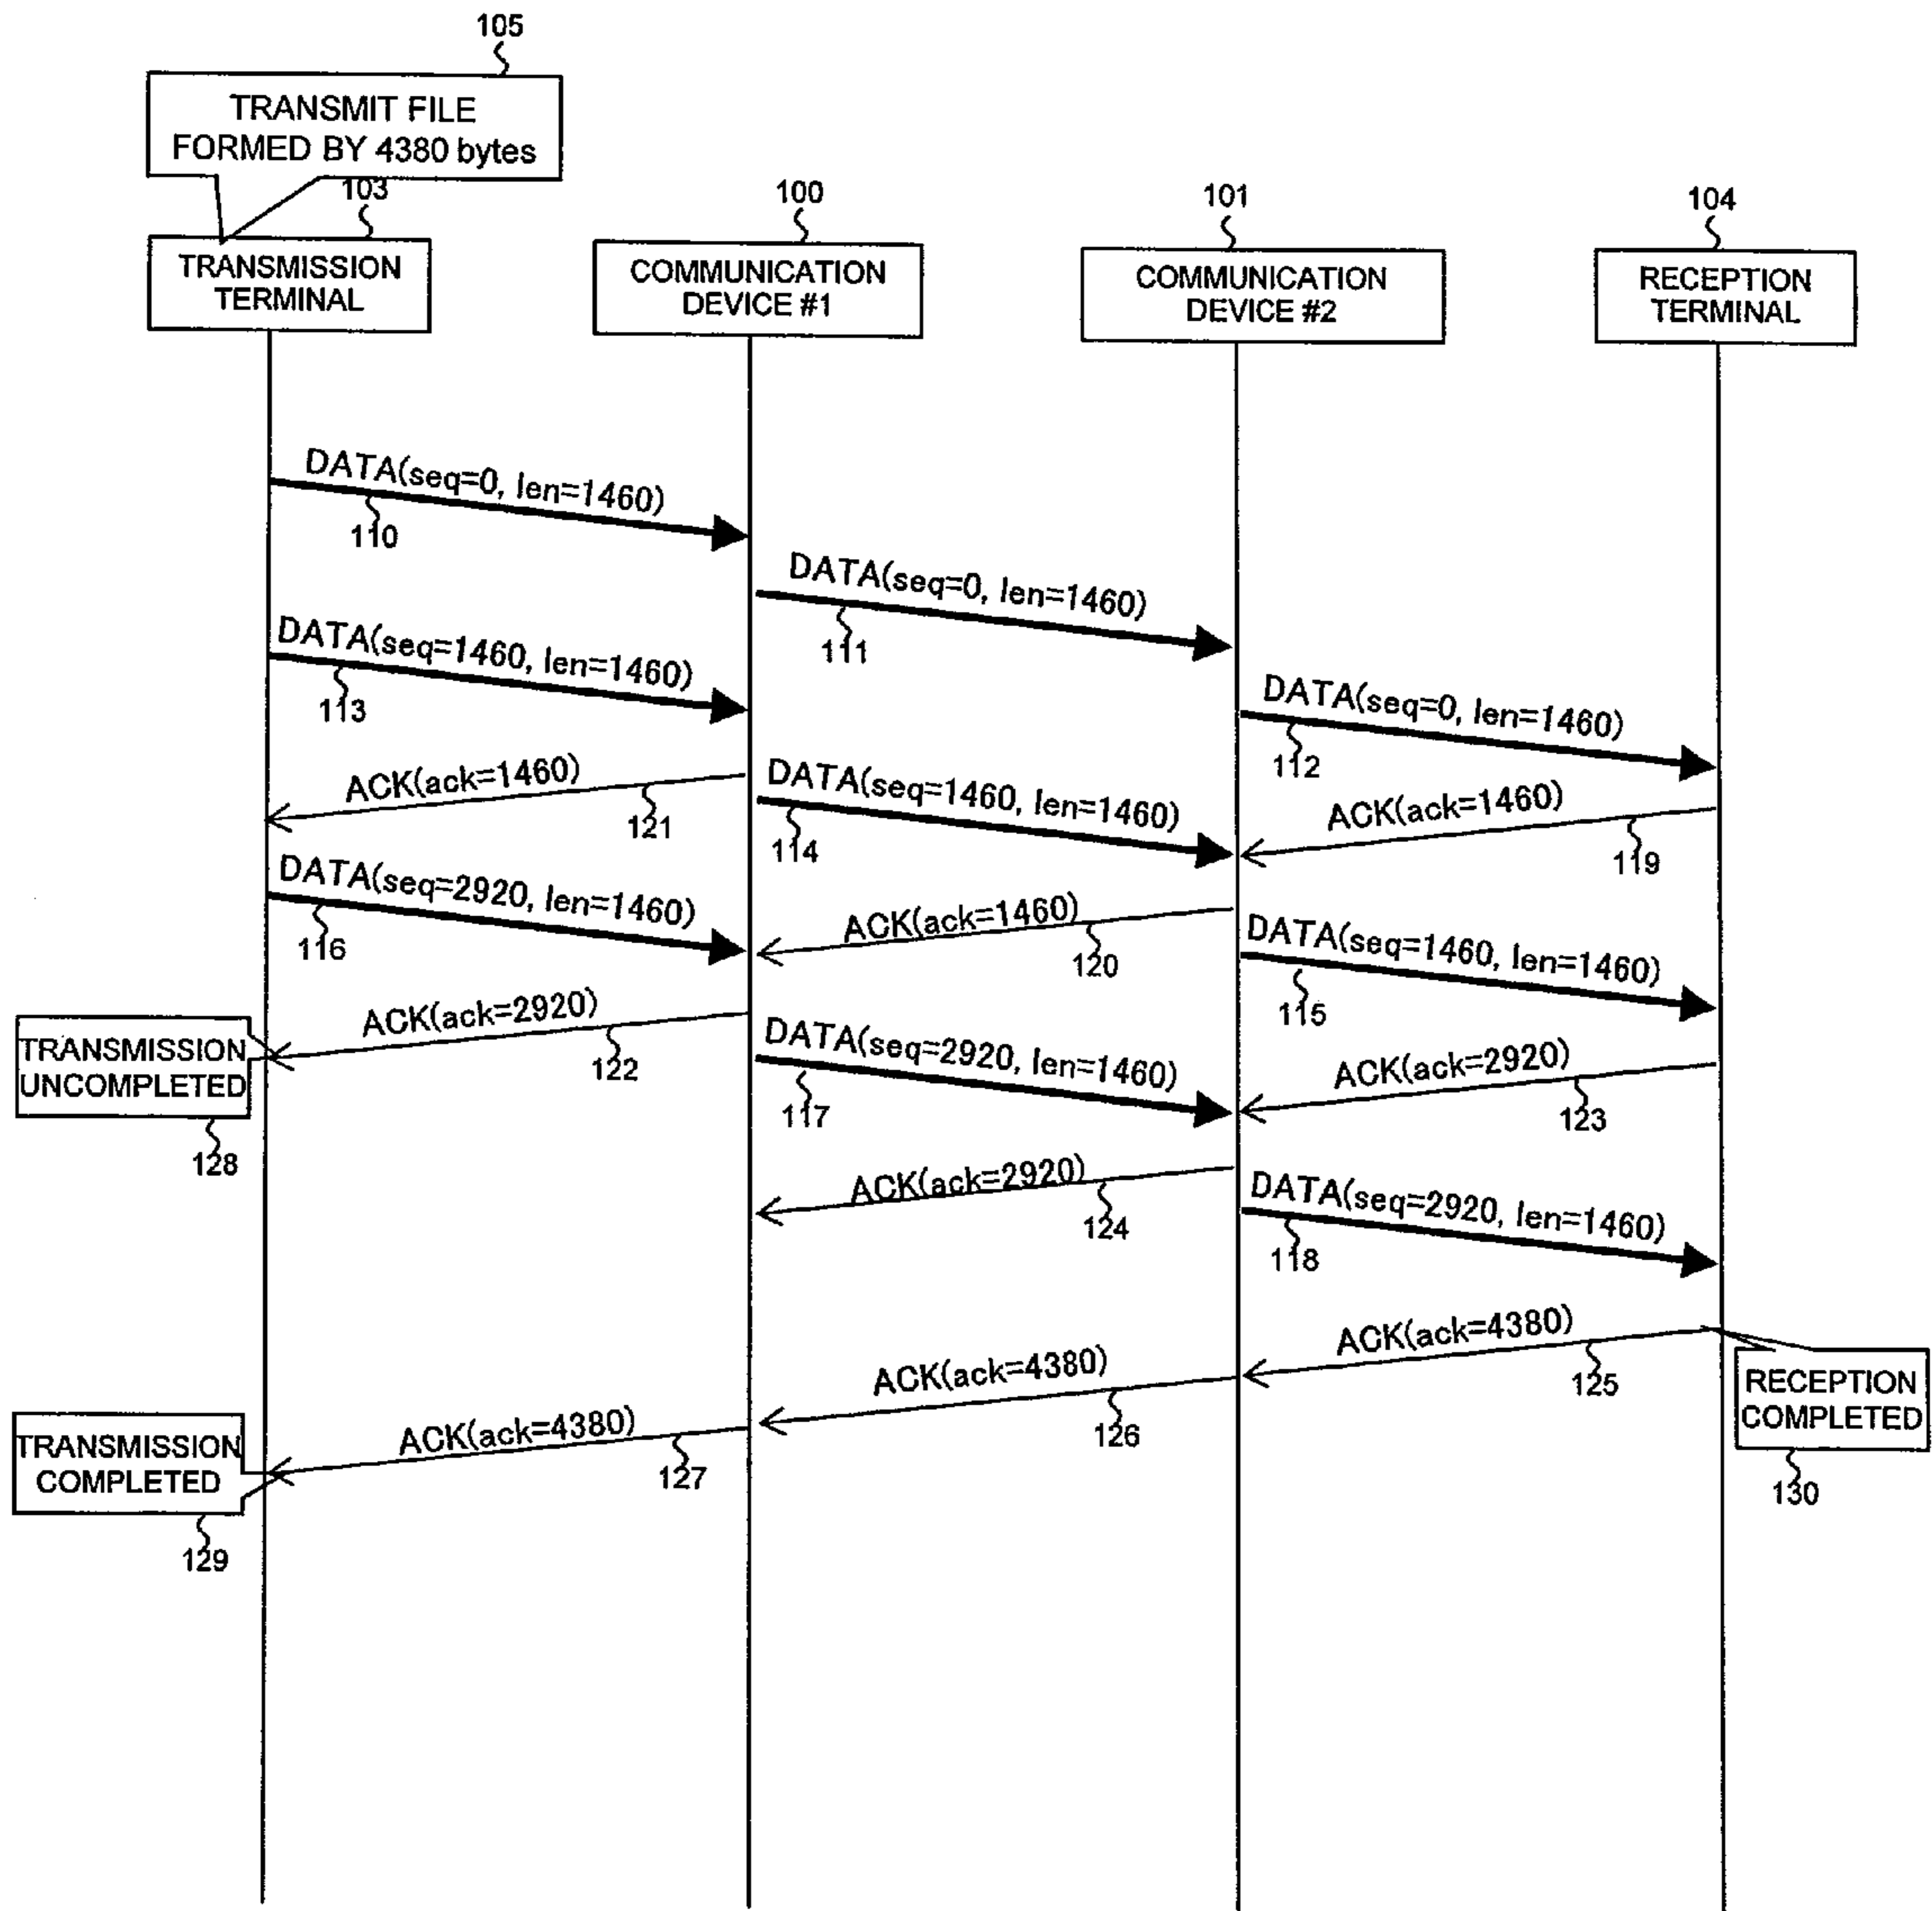 105
TRANSMIT FILE
FORMED BY 4380 bytes
103
100
101
104
TRANSMISSION
TERMINAL
COMMUNICATION
DEVICE #1
COMMUNICATION
DEVICE #2
RECEPTION
TERMINAL
DATA(seq=0, len=1460)
110
DATA(seq=0, len=1460)
111
DATA(seq=1460, len=1460)
113
DATA(seq=0, len=1460)
112
ACK(ack=1460)
121
DATA(seq=1460, len=1460)
114
ACK(ack=1460)
119
DATA(seq=2920, len=1460)
116
ACK(ack=1460)
120
DATA(seq=1460, len=1460)
115
ACK(ack=2920)
122
TRANSMISSION
UNCOMPLETED
128
DATA(seq=2920, len=1460)
117
ACK(ack=2920)
123
ACK(ack=2920)
124
DATA(seq=2920, len=1460)
118
ACK(ack=4380)
125
RECEPTION
COMPLETED
130
ACK(ack=4380)
126
ACK(ack=4380)
127
TRANSMISSION
COMPLETED
129